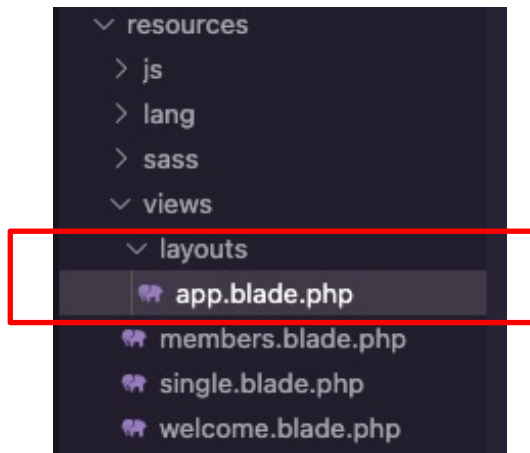 resources
js
lang
sass
views
layouts
app.blade.php
members.blade.php
single.blade.php
welcome.blade.php